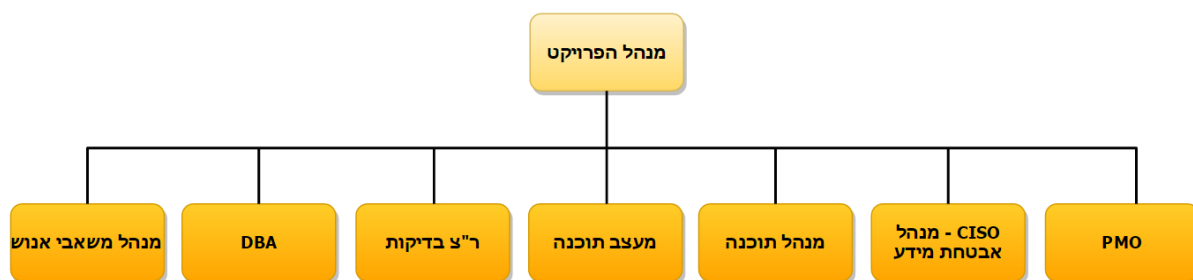 מנהל הפרויקט
PMO
CISO - מנהל
אבטחת מידע
מנהל תוכנה
מעצב תוכנה
ר"צ בדיקות
DBA
מנהל משאבי אנוש